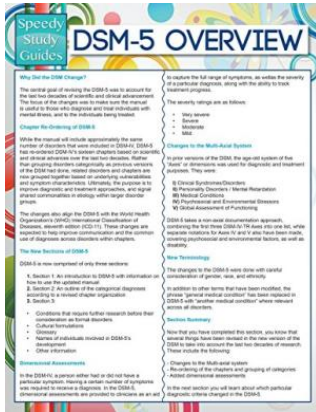 Speedy
Study
Guides
DSM-5 OVERVIEW
Why Did the DSM Change?
The central goal of revising the DSM-5 was to account for
the last two decades of scientific and clinical advancement.
The focus of the changes was to make sure the manual
is useful to those who diagnose and treat individuals with
mental illness, and to the individuals being treated.
Chapter Re-Ordering of DSM-5
While the manual will include approximately the same
number of disorders that were included in DSM-IV, DSM-5
has re-ordered DSM-V's sixteen chapters based on scientific
and clinical advances over the last two decades. Rather
than grouping disorders categorically as previous versions
of the DSM had done, related disorders and chapters are
now grouped together based on underlying vulnerabilities
and symptom characteristics. Ultimately, the purpose is to
improve diagnostic and treatment approaches, and signal
shared commonalities in etiology within larger disorder
groups.
The changes also align the DSM-5 with the World Health
Organization's (WHO) International Classification of
Diseases, eleventh edition (ICD-11). These changes are
expected to help improve communication and the common
use of diagnoses across disorders within chapters.
The New Sections of DSM-5
DSM-5 is now comprised of only three sections:
1. Section 1: An introduction to DSM-5 with information on
how to use the updated manual
2. Section 2: An outline of the categorical diagnoses
according to a revised chapter organization
3. Section 3:
• Conditions that require further research before their
consideration as formal disorders
• Cultural formulations
• Glossary
• Names of individuals involved in DSM-5's
development
• Other information
Dimensional Assessments
In the DSM-IV, a person either had or did not have a
particular symptom. Having a certain number of symptoms
was required to receive a diagnosis. In the DSM-5,
dimensional assessments are provided to clinicians as an aid
to capture the full range of symptoms, as well as the severity
of a particular diagnosis, along with the ability to track
treatment progress.
The severity ratings are as follows:
• Very severe
• Severe
• Moderate
• Mild
Changes to the Multi-Axial System
In prior versions of the DSM, the age-old system of five
"Axes" or dimensions was used for diagnostic and treatment
purposes. They were:
I) Clinical Syndromes/Disorders
II) Personality Disorders / Mental Retardation
III) Medical Conditions
IV) Psychosocial and Environmental Stressors
V) Global Assessment of Functioning
DSM-5 takes a non-axial documentation approach,
combining the first three DSM-IV-TR Axes into one list, while
separate notations for Axis IV and V also have been made,
covering psychosocial and environmental factors, as well as
disability.
New Terminology
The changes to the DSM-5 were done with careful
consideration of gender, race, and ethnicity.
In addition to other terms that have been modified, the
phrase "general medical condition" has been replaced in
DSM-5 with "another medical condition" where relevant
across all disorders.
Section Summary
Now that you have completed this section, you know that
several things have been revised in the new version of the
DSM to take into account the last two decades of research.
These include the following:
- Changes to the Multi-axial system
- Re-ordering of the chapters and grouping of categories
- Added dimensional assessments
In the next section you will learn about which particular
diagnostic criteria changed in the DSM-5.